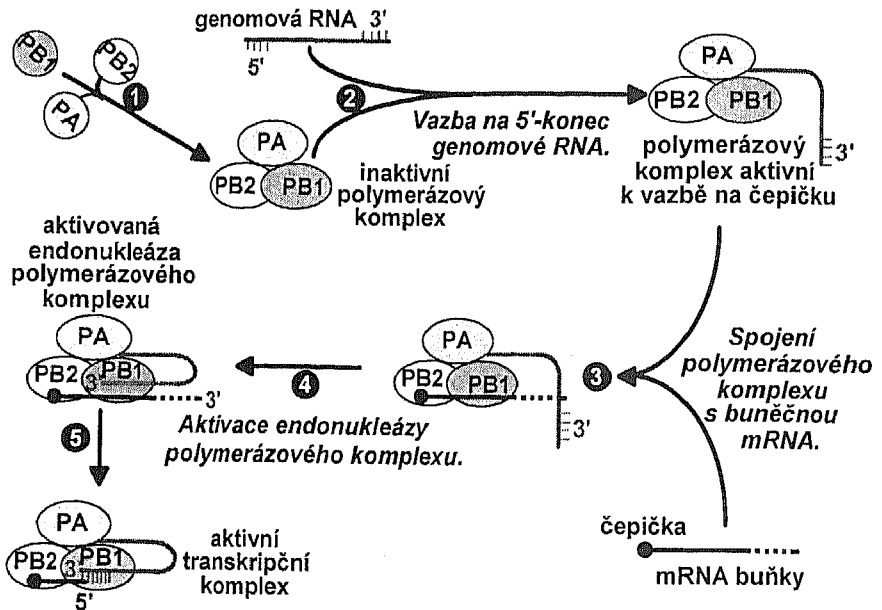 genomová RNA 3'
5'
PB1
PB2
PA
1
2
Vazba na 5'-konec
genomové RNA.
PA
PB2
PB1
inaktivní
polymerázový
komplex
PA
PB2
PB1
3'
polymerázový
komplex aktivní
k vazbě na čepičku
aktivovaná
endonukleáza
polymerázového
komplexu
PA
PB2
PB1
3'
3'
4
Aktivace endonukleázy
polymerázového komplexu.
PA
PB2
PB1
3'
3
Spojení
polymerázového
komplexu
s buněčnou
mRNA.
5
PA
PB2
PB1
3'
5'
aktivní
transkripční
komplex
čepička
mRNA buňky